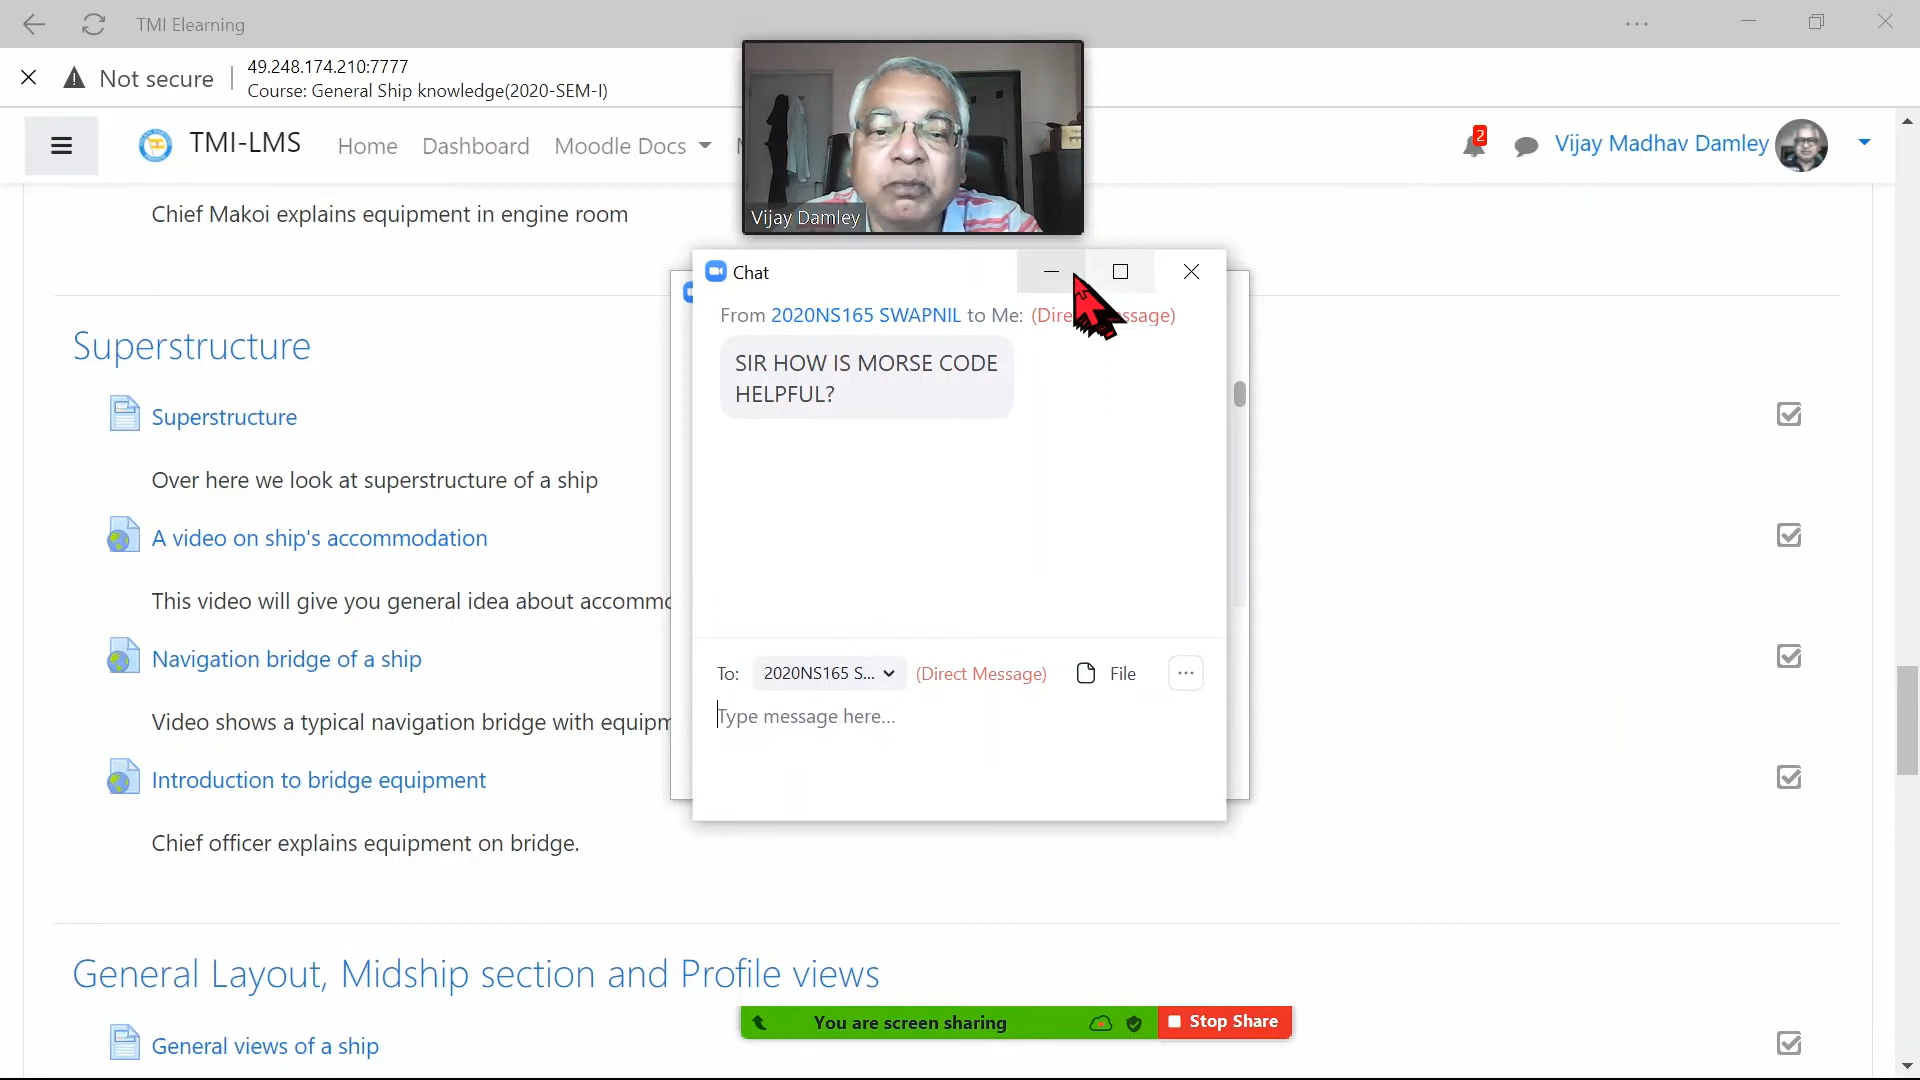 TMI Elearning
Not secure
49.248.174.210:7777
Course: General Ship knowledge(2020-SEM-I)
TMI-LMS
Home
Dashboard
Moodle Docs
2
Vijay Madhav Damley
Vijay Damley
Chief Makoi explains equipment in engine room
Chat
From 2020NS165 SWAPNIL to Me:
SIR HOW IS MORSE CODE
HELPFUL?
Superstructure
Superstructure
Over here we look at superstructure of a ship
A video on ship's accommodation
This video will give you general idea about
Navigation bridge of a ship
Video shows a typical navigation bridge with
Introduction to bridge equipment
Chief officer explains equipment on bridge.
To: 2020NS165 S... (Direct Message) File
Type message here...
General Layout, Midship section and Profile views
General views of a ship
You are screen sharing
Stop Share